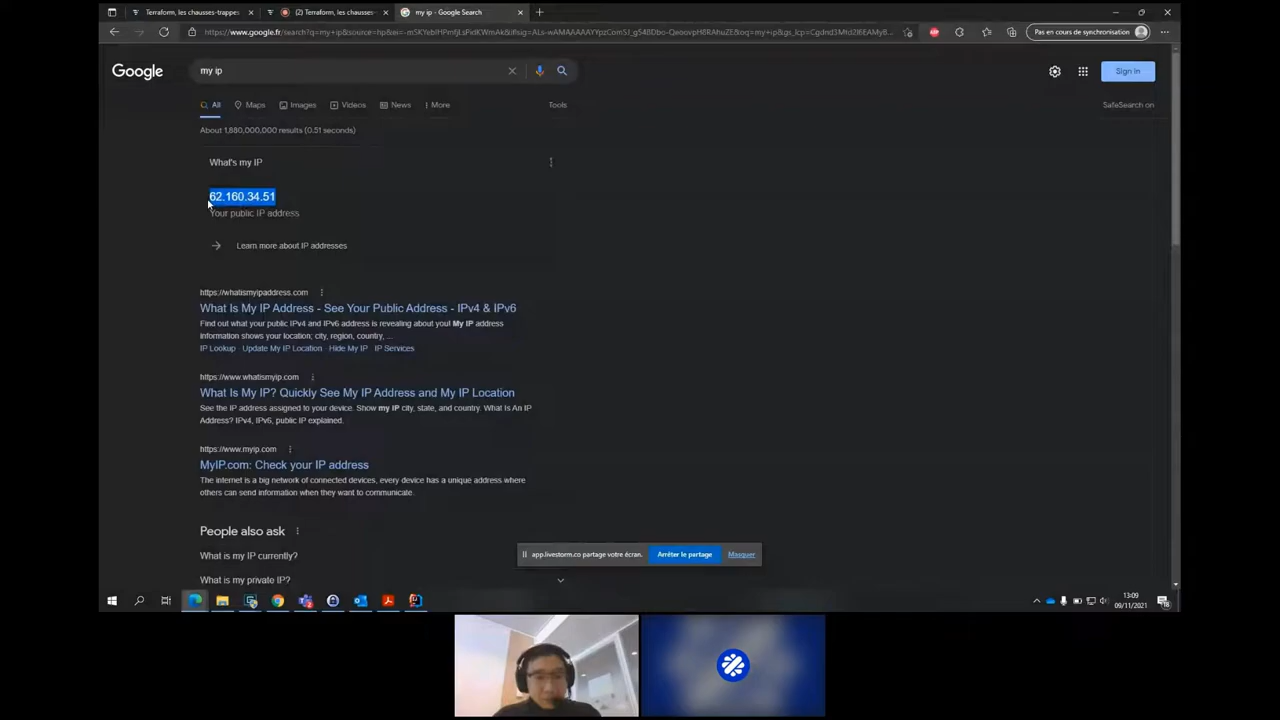 Terraform, les chausses-trappes
(2) Terraform, les chausses-
my ip - Google Search
Pas en cours de synchronisation
Google
my ip
Sign in
All
Maps
Images
Videos
News
More
Tools
SafeSearch on
About 1,880,000,000 results (0.51 seconds)
What's my IP
62.160.34.51
Your public IP address
Learn more about IP addresses
https://whatismyipaddress.com
What Is My IP Address - See Your Public Address - IPv4 & IPv6
Find out what your public IPv4 and IPv6 address is revealing about you! My IP address
information shows your location; city, region, country, ...
IP Lookup · Update My IP Location · Hide My IP · IP Services
https://www.whatismyip.com
What Is My IP? Quickly See My IP Address and My IP Location
See the IP address assigned to your device. Show my IP city, state, and country. What Is An IP
Address? IPv4, IPv6, public IP explained.
https://www.myip.com
MyIP.com: Check your IP address
The internet is a big network of connected devices, every device has a unique address where
others can send information when they want to communicate.
People also ask
What is my IP currently?
What is my private IP?
app.livestorm.co partage votre écran.
Arrêter le partage
Masquer
13:09
09/11/2021